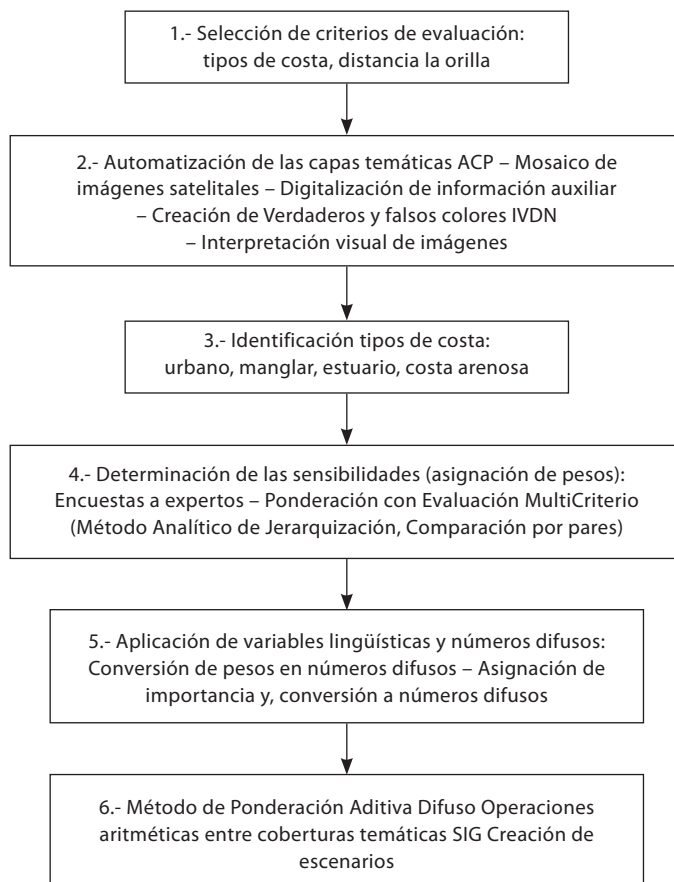 1.- Selección de criterios de evaluación:
tipos de costa, distancia la orilla
2.- Automatización de las capas temáticas ACP – Mosaico de
imágenes satelitales – Digitalización de información auxiliar
– Creación de Verdaderos y falsos colores IVDN
– Interpretación visual de imágenes
3.- Identificación tipos de costa:
urbano, manglar, estuario, costa arenosa
4.- Determinación de las sensibilidades (asignación de pesos):
Encuestas a expertos – Ponderación con Evaluación MultiCriterio
(Método Analítico de Jerarquización, Comparación por pares)
5.- Aplicación de variables lingüísticas y números difusos:
Conversión de pesos en números difusos – Asignación de
importancia y, conversión a números difusos
6.- Método de Ponderación Aditiva Difuso Operaciones
aritméticas entre coberturas temáticas SIG Creación de
escenarios